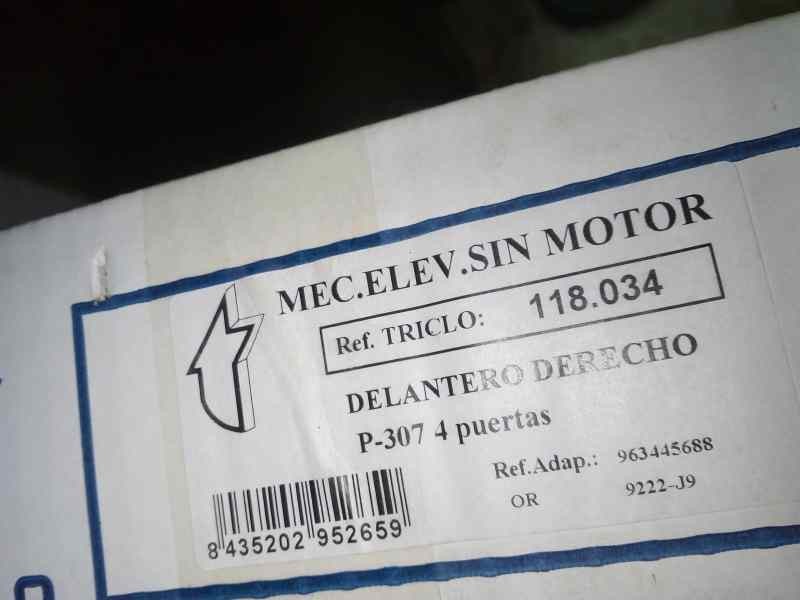 MEC.ELEV.SIN MOTOR
Ref. TRICLO: 118.034
DELANTERO DERECHO
P-307 4 puertas
Ref.Adap.: 963445688
OR 9222-J9
8 435202 952659